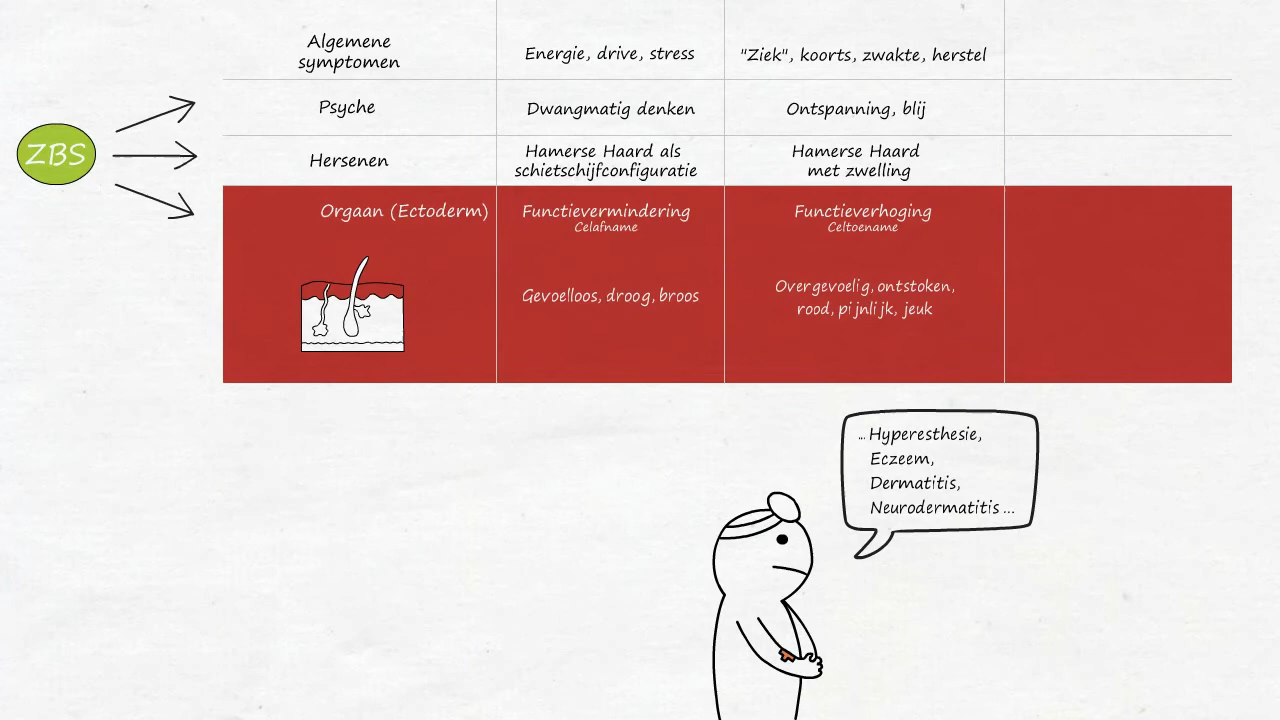 Algemene
symptomen
Energie, drive, stress
"Ziek", koorts, zwakte, herstel
Psyche
Dwangmatig denken
Ontspanning, blij
ZBS
Hersenen
Hamerse Haard als
schietschijfconfiguratie
Hamerse Haard
met zwelling
Orgaan (Ectoderm)
Functievermindering
Celafname
Functieverhoging
Celtoename
Gevoelloos, droog, broos
Overgevoelig, ontstoken,
rood, pijnlijk, jeuk
... Hyperesthesie,
Eczeem,
Dermatitis,
Neurodermatitis ...